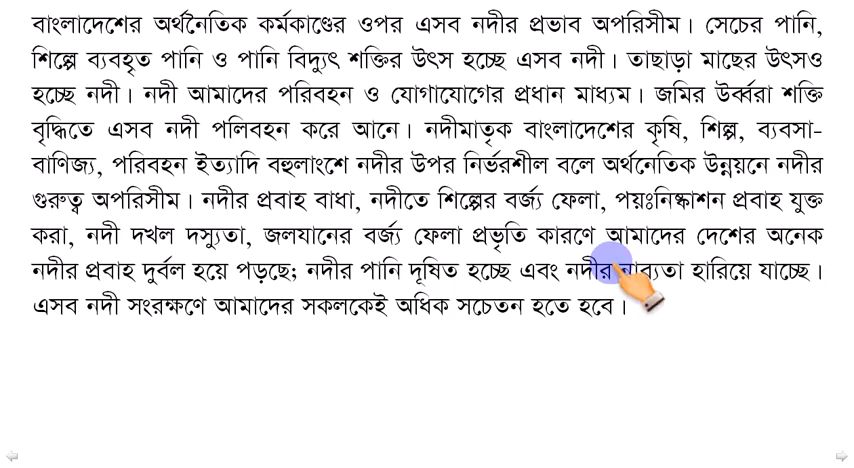 বাংলাদেশের অর্থনৈতিক কর্মকাণ্ডের ওপর এসব নদীর প্রভাব অপরিসীম। সেচের পানি,
শিল্পে ব্যবহৃত পানি ও পানি বিদ্যুৎ শক্তির উৎস হচ্ছে এসব নদী। তাছাড়া মাছের উৎসও
হচ্ছে নদী। নদী আমাদের পরিবহন ও যোগাযোগের প্রধান মাধ্যম। জমির উর্ব্বরা শক্তি
বৃদ্ধিতে এসব নদী পলিবহন করে আনে। নদীমাতৃক বাংলাদেশের কৃষি, শিল্প, ব্যবসা-
বাণিজ্য, পরিবহন ইত্যাদি বহুলাংশে নদীর উপর নির্ভরশীল বলে অর্থনেতিক উন্নয়নে নদীর
গুরুত্ব অপরিসীম। নদীর প্রবাহ বাধা, নদীতে শিল্পের বর্জ্য ফেলা, পয়ঃনিষ্কাশন প্রবাহ যুক্ত
করা, নদী দখল দস্যুতা, জলযানের বর্জ্য ফেলা প্রভৃতি কারণে আমাদের দেশের অনেক
নদীর প্রবাহ দুর্বল হয়ে পড়ছে; নদীর পানি দূষিত হচ্ছে এবং নদীর নাব্যতা হারিয়ে যাচ্ছে।
এসব নদী সংরক্ষণে আমাদের সকলকেই অধিক সচেতন হতে হবে।